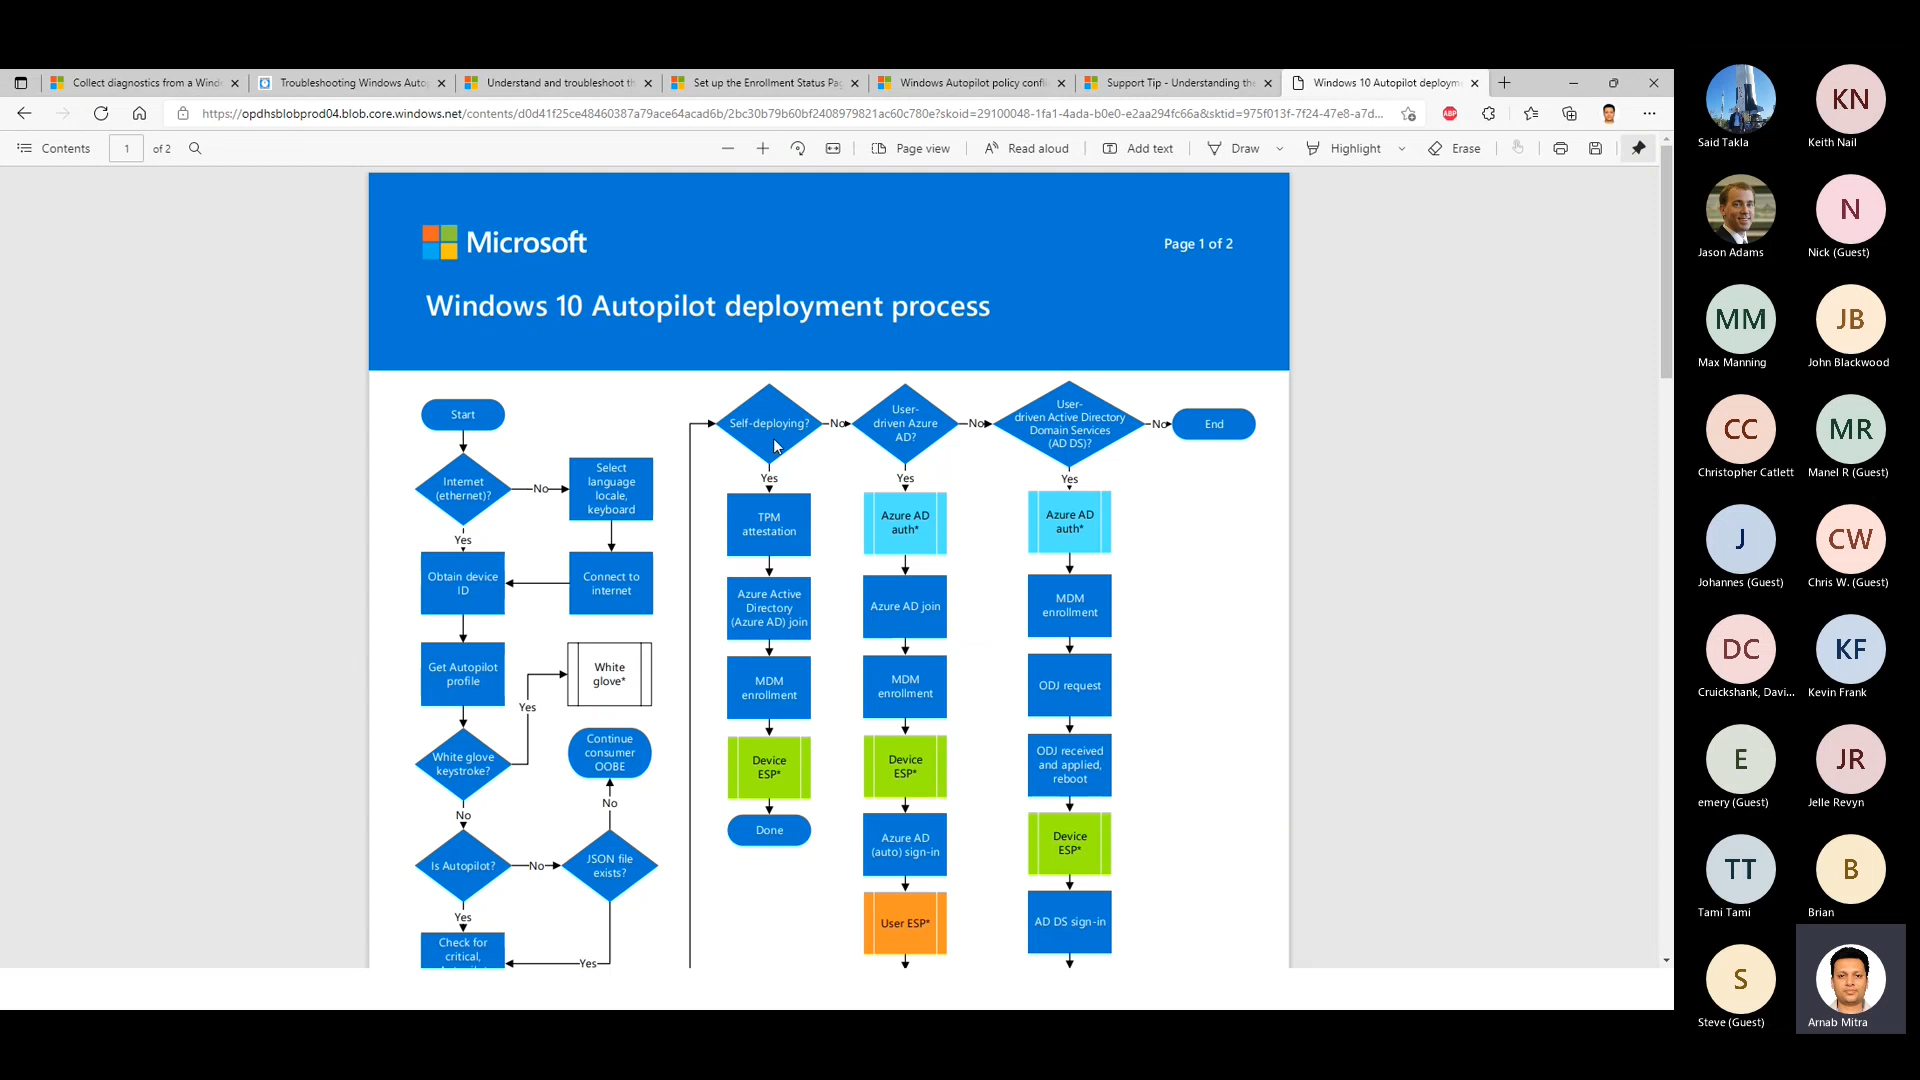 Collect diagnostics from a Wind
Troubleshooting Windows Auto
Understand and troubleshoot th
Set up the Enrollment Status Pa
Windows Autopilot policy confli
Support Tip - Understanding the
Windows 10 Autopilot deploym
https://opdhsblobprod04.blob.core.windows.net/contents/d0d41f25ce48460387a79ace64acad6b/2bc30b79b60bf2408979821ac60c780e?skoid=29100048-1fa1-4ada-b0e0-e2aa294fc66a&sktid=975f013f-7f24-47e8-a7d...
ABP
Contents
1
of 2
Page view
Read aloud
Add text
Draw
Highlight
Erase
Microsoft
Page 1 of 2
Windows 10 Autopilot deployment process
Start
Internet
(ethernet)?
No
Select
language
locale,
keyboard
Yes
Obtain device
ID
Connect to
internet
Get Autopilot
profile
White
glove*
Yes
White glove
keystroke?
Continue
consumer
OOBE
No
No
Is Autopilot?
No
JSON file
exists?
Yes
Check for
critical,
Yes
Self-deploying?
No
User-
driven Azure
AD?
No
User-
driven Active Directory
Domain Services
(AD DS)?
No
End
Yes
Yes
Yes
TPM
attestation
Azure Active
Directory
(Azure AD) join
MDM
enrollment
Device
ESP*
Done
Azure AD
auth*
Azure AD join
MDM
enrollment
Device
ESP*
Azure AD
(auto) sign-in
User ESP*
Azure AD
auth*
MDM
enrollment
ODJ request
ODJ received
and applied,
reboot
Device
ESP*
AD DS sign-in
Said Takla
KN
Keith Nail
Jason Adams
N
Nick (Guest)
MM
Max Manning
JB
John Blackwood
CC
Christopher Catlett
MR
Manel R (Guest)
J
Johannes (Guest)
CW
Chris W. (Guest)
DC
Cruickshank, Davi...
KF
Kevin Frank
E
emery (Guest)
JR
Jelle Revyn
TT
Tami Tami
B
Brian
S
Steve (Guest)
Arnab Mitra